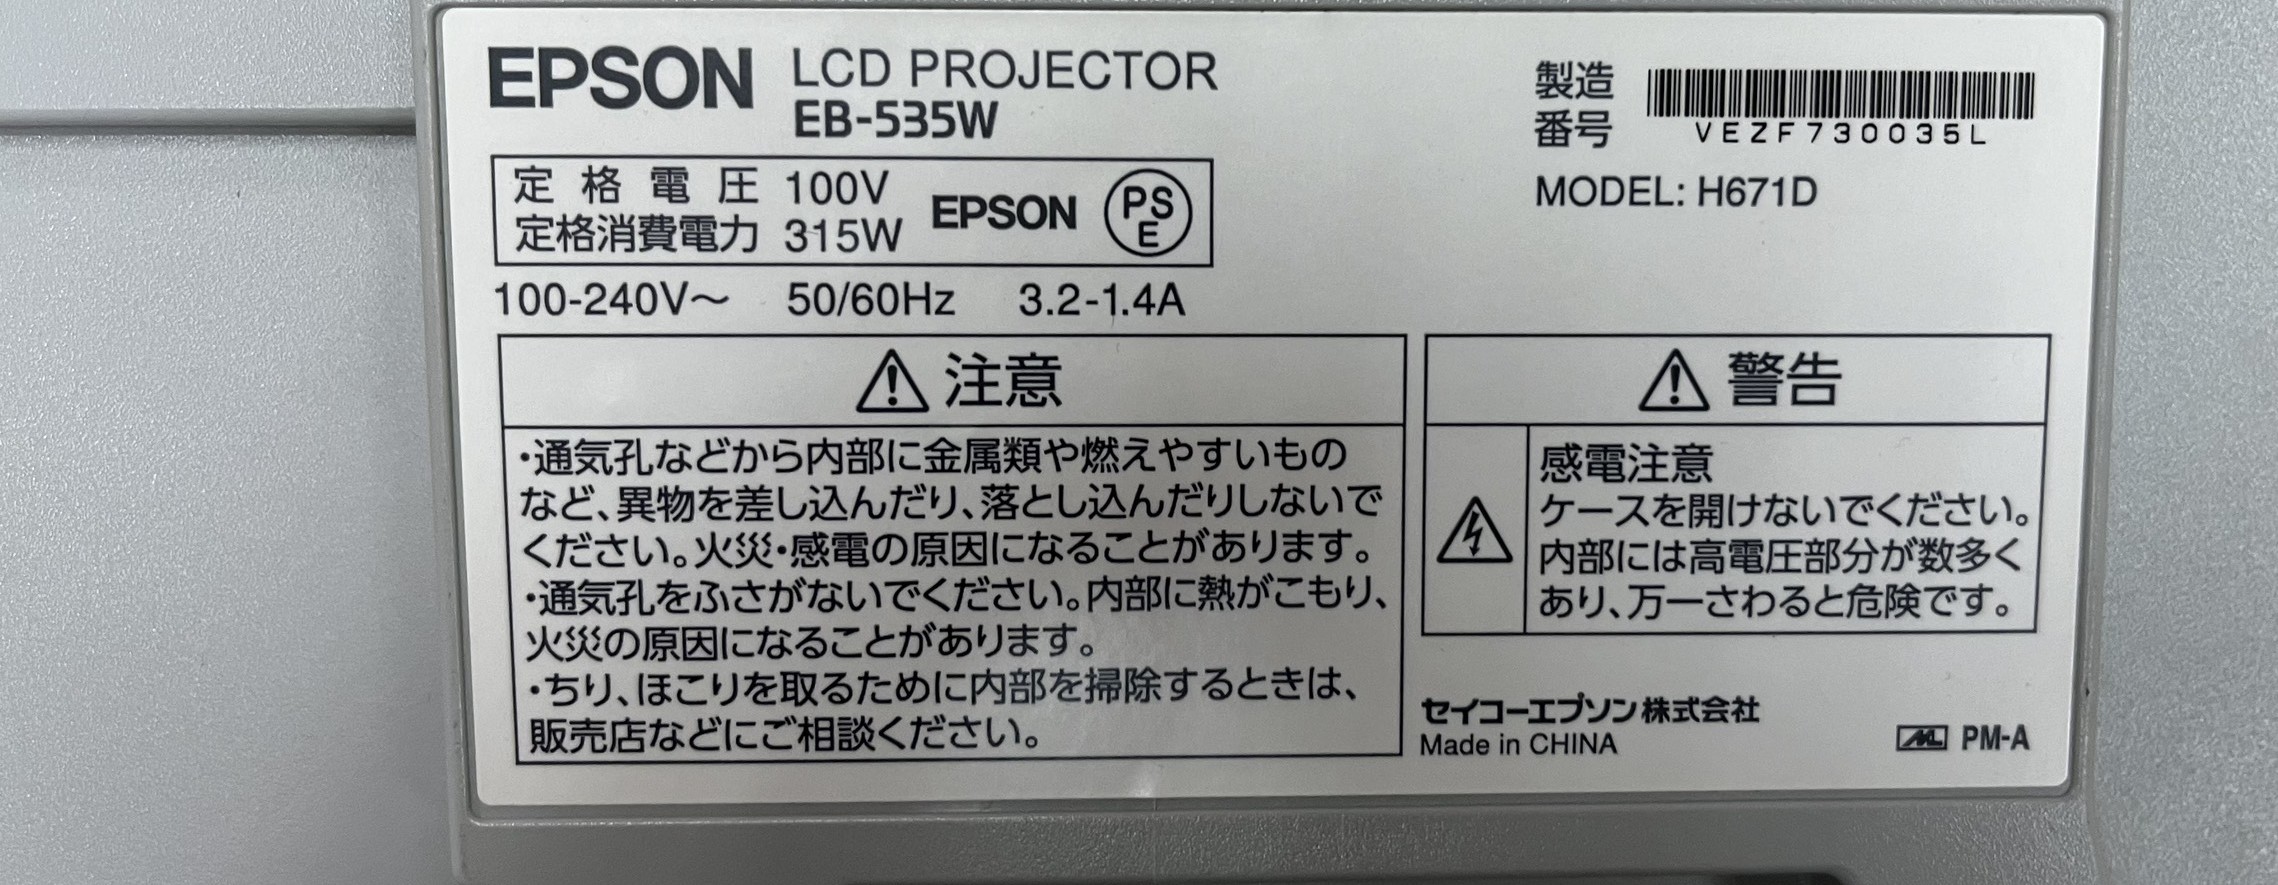 EPSON LCD PROJECTOR
EB-535W
定格電圧 100V
定格消費電力 315W
EPSON PSE
100-240V～ 50/60Hz 3.2-1.4A
製造
番号
VEZF730035L
MODEL: H671D
注意
・通気孔などから内部に金属類や燃えやすいもの
など、異物を差し込んだり、落とし込んだりしないで
ください。火災・感電の原因になることがあります。
・通気孔をふさがないでください。内部に熱がこもり、
火災の原因になることがあります。
・ちり、ほこりを取るために内部を掃除するときは、
販売店などにご相談ください。
警告
感電注意
ケースを開けないでください。
内部には高電圧部分が数多く
あり、万一さわると危険です。
セイコーエプソン株式会社
Made in CHINA
PM-A